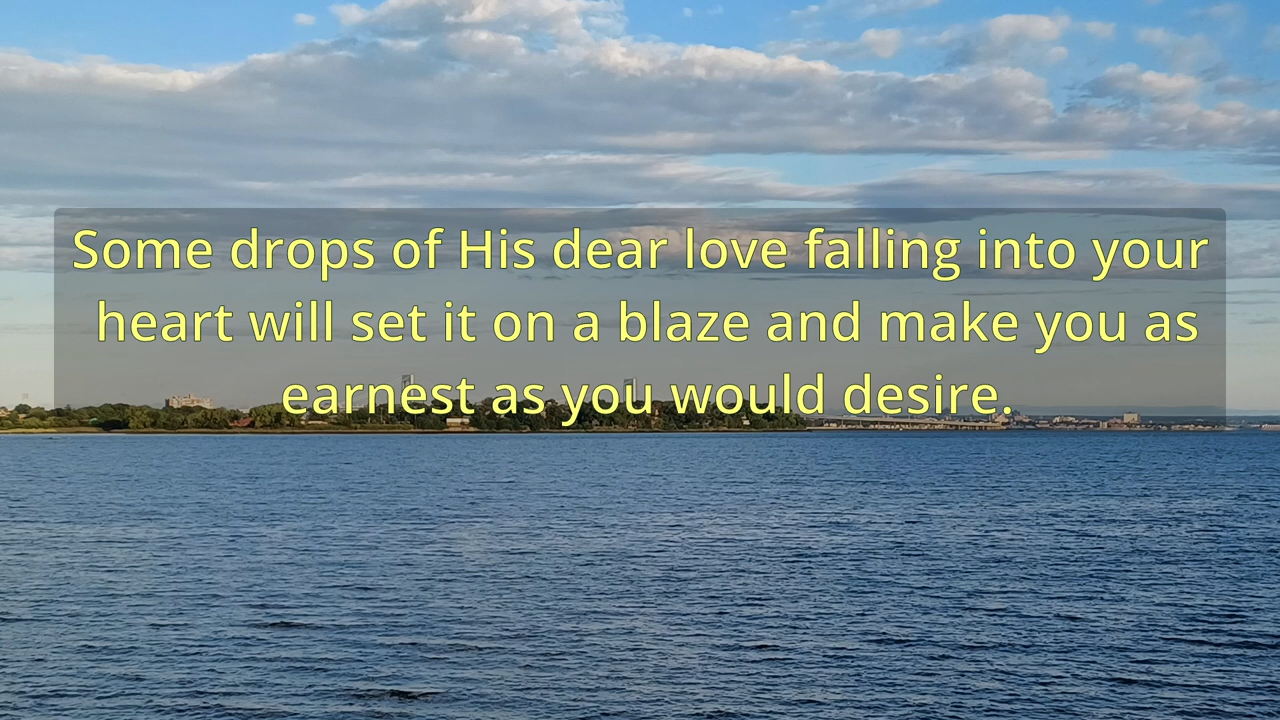 Some drops of His dear love falling into your
heart will set it on a blaze and make you as
earnest as you would desire.